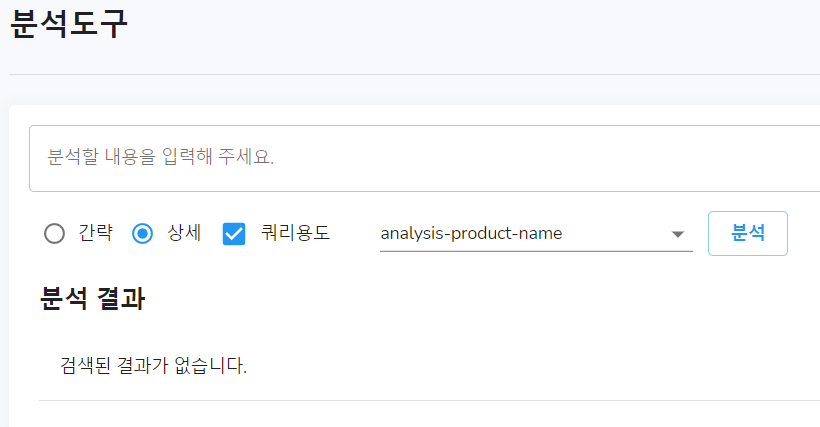 분석도구
분석할 내용을 입력해 주세요.
간략 상세 쿼리용도 analysis-product-name 분석
분석 결과
검색된 결과가 없습니다.